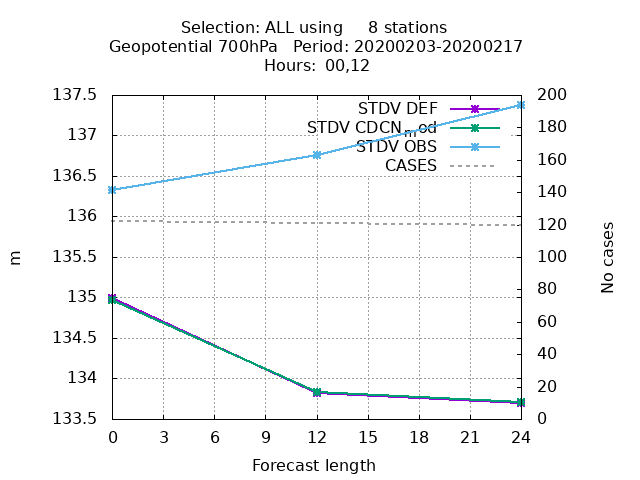 Selection: ALL using     8 stations
Geopotential 700hPa   Period: 20200203-20200217
Hours: 00,12
137.5
137
136.5
136
135.5
135
134.5
134
133.5
m
STDV DEF
STDV CDCN_mod
STDV OBS
CASES
200
180
160
140
120
100
80
60
40
20
0
No cases
0 3 6 9 12 15 18 21 24
Forecast length